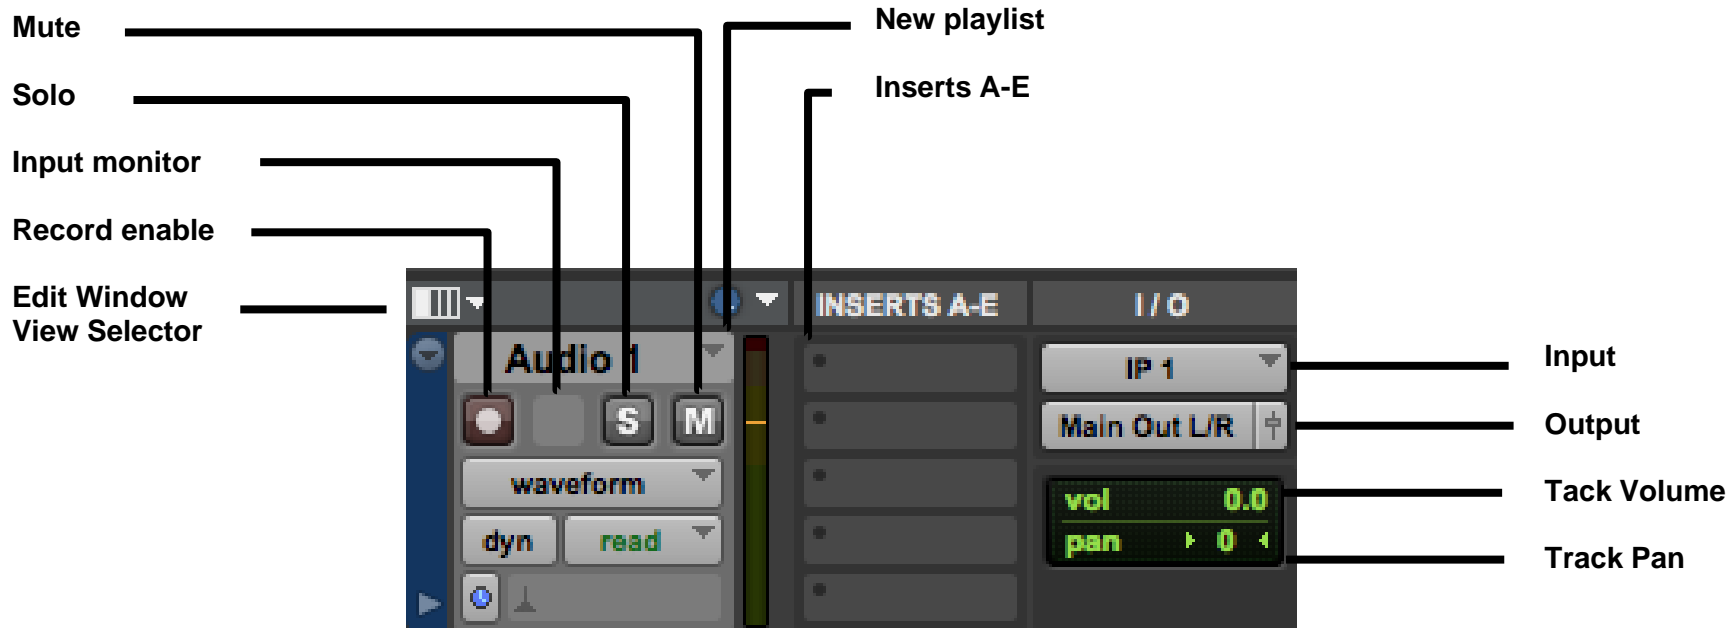 Mute
New playlist
Solo
Inserts A-E
Input monitor
Record enable
Edit Window
View Selector
INSERTS A-E
I / O
Audio 1
IP 1
Input
S
M
Main Out L/R
Output
waveform
vol 0.0
Tack Volume
dyn
read
pan 0
Track Pan